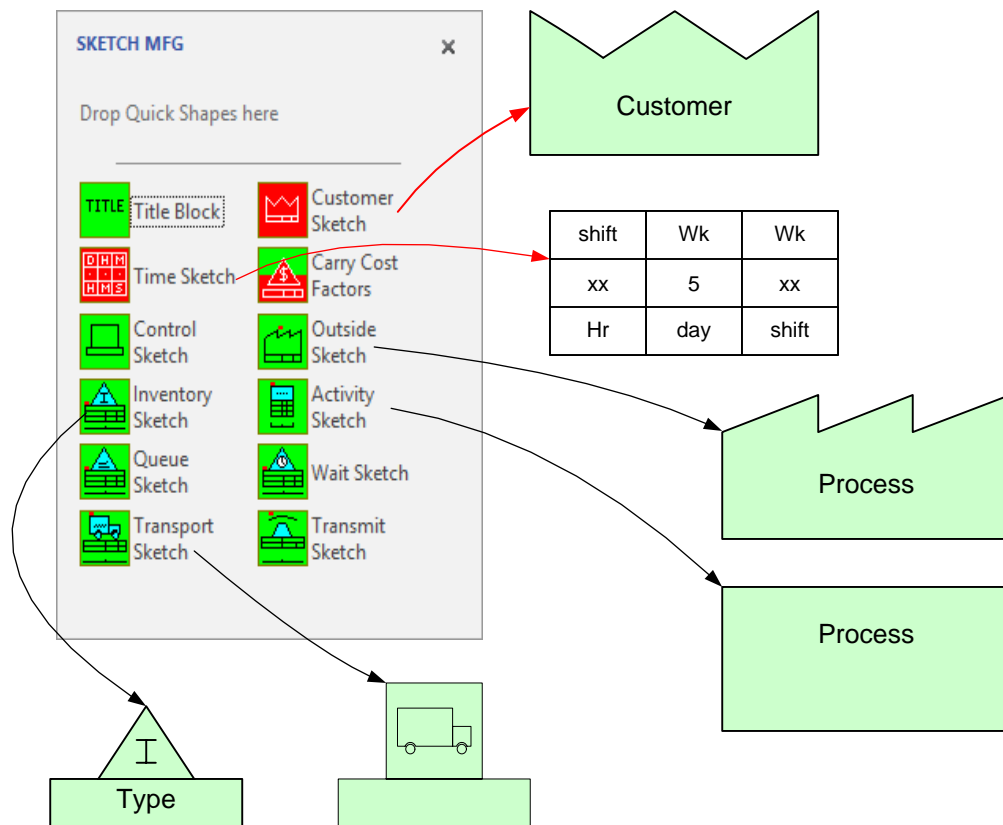 SKETCH MFG
Drop Quick Shapes here
TITLE
Title Block
Customer
Sketch
D H M
H M S
Time Sketch
$
Carry Cost
Factors
Control
Sketch
Outside
Sketch
I
Inventory
Sketch
Activity
Sketch
Queue
Sketch
Wait Sketch
Transport
Sketch
Transmit
Sketch
Customer
shift Wk Wk
xx 5 xx
Hr day shift
Process
Process
I
Type